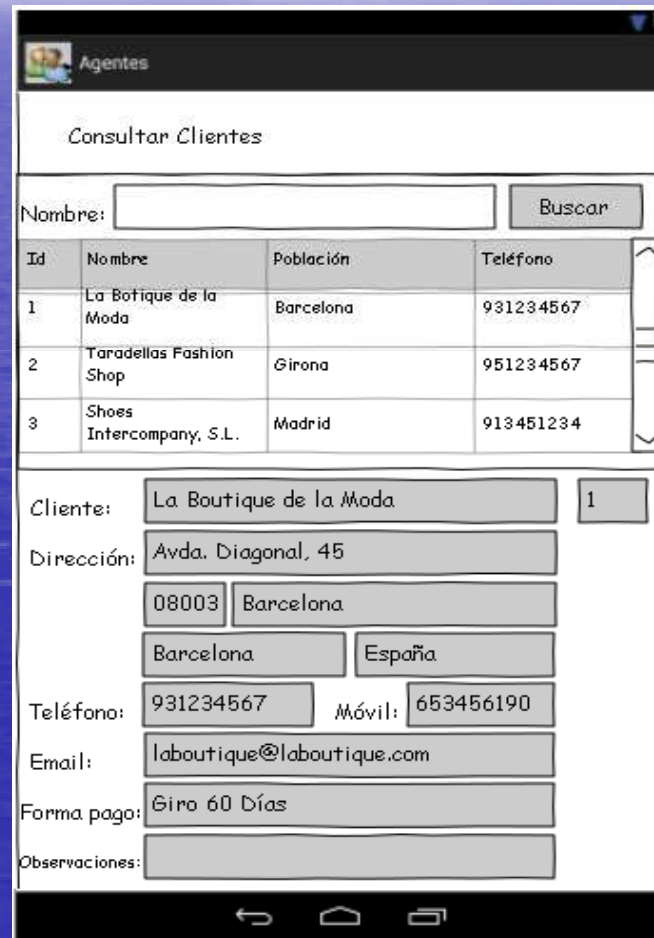 Agentes
Consultar Clientes
Nombre: Buscar
Id Nombre Población Teléfono
1 La Botique de la Moda Barcelona 931234567
2 Taradellas Fashion Shop Girona 951234567
3 Shoes Intercompany, S.L. Madrid 913451234
Cliente: La Boutique de la Moda 1
Dirección: Avda. Diagonal, 45
08003 Barcelona
Barcelona España
Teléfono: 931234567 Móvil: 653456190
Email: laboutique@laboutique.com
Forma pago: Giro 60 Días
Observaciones: